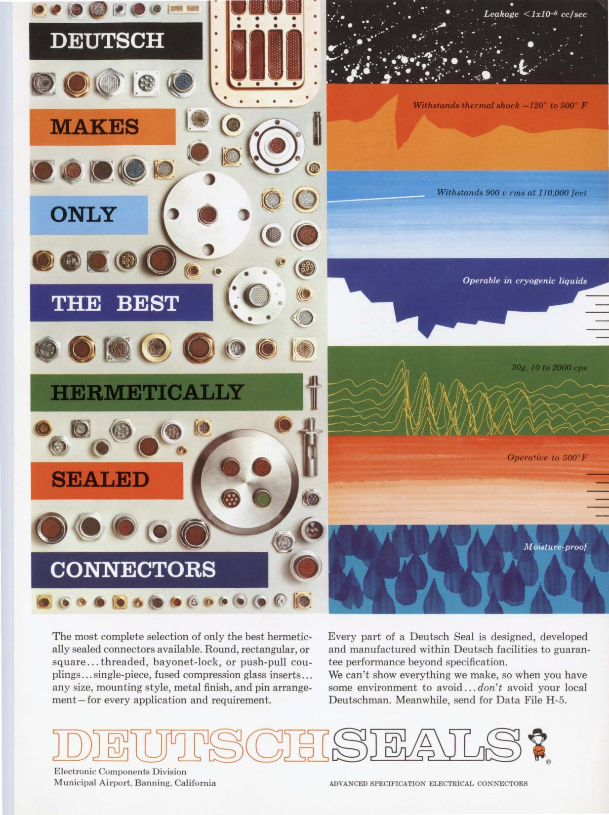 DEUTSCH
MAKES
ONLY
THE BEST
HERMETICALLY
SEALED
CONNECTORS
Leakage <1x10⁻⁸ cc/sec
Withstands thermal shock –120° to 500° F
Withstands 900 v rms at 110,000 feet
Operable in cryogenic liquids
30g, 10 to 2000 cps
Operative to 500° F
Moisture-proof
The most complete selection of only the best hermetic-
ally sealed connectors available. Round, rectangular, or
square...threaded, bayonet-lock, or push-pull cou-
plings...single-piece, fused compression glass inserts...
any size, mounting style, metal finish, and pin arrange-
ment—for every application and requirement.
Every part of a Deutsch Seal is designed, developed
and manufactured within Deutsch facilities to guaran-
tee performance beyond specification.
We can't show everything we make, so when you have
some environment to avoid...don't avoid your local
Deutschman. Meanwhile, send for Data File H-5.
DEUTSCH SEALS ®
Electronic Components Division
Municipal Airport, Banning, California
ADVANCED SPECIFICATION ELECTRICAL CONNECTORS